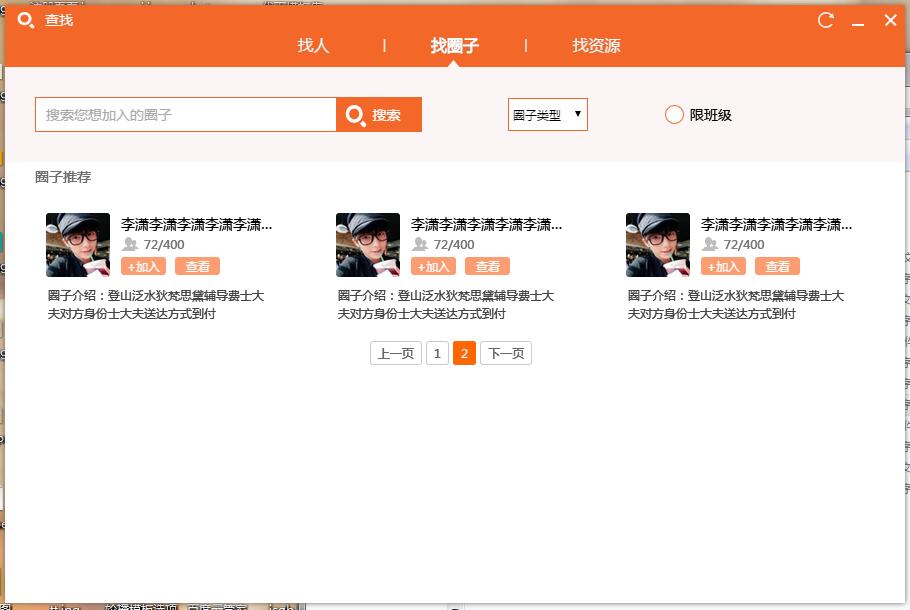 查找
找人 | 找圈子 | 找资源
搜索您想加入的圈子 搜索 圈子类型 限班级
圈子推荐
李潇李潇李潇李潇李潇... 李潇李潇李潇李潇李潇... 李潇李潇李潇李潇李潇...
72/400 72/400 72/400
+加入 查看 +加入 查看 +加入 查看
圈子介绍：登山泛水狄梵思黛辅导费士大 圈子介绍：登山泛水狄梵思黛辅导费士大 圈子介绍：登山泛水狄梵思黛辅导费士大
夫对方身份士大夫送达方式到付 夫对方身份士大夫送达方式到付 夫对方身份士大夫送达方式到付
上一页 1 2 下一页